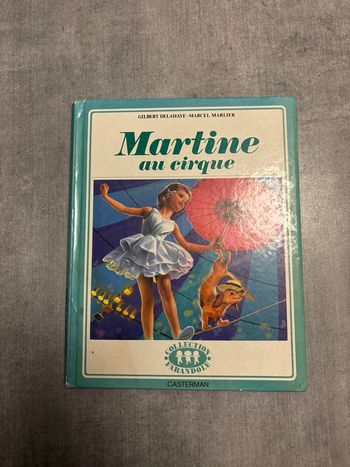 GILBERT DELAHAYE - MARCEL MARLIER
Martine
au cirque
COLLECTION
FARANDOLE
CASTERMAN